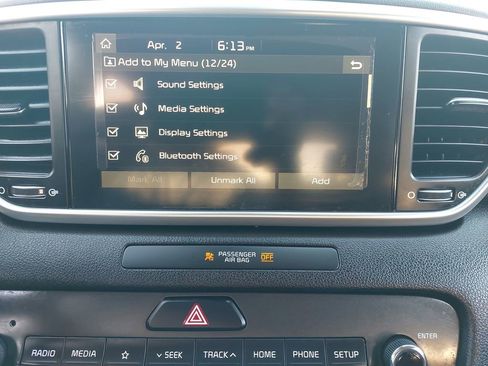 Apr. 2 6:13 PM
Add to My Menu (12/24)
Sound Settings
Media Settings
Display Settings
Bluetooth Settings
Mark All Unmark All Add
PASSENGER
AIR BAG OFF
ENTER
RADIO MEDIA SEEK TRACK HOME PHONE SETUP